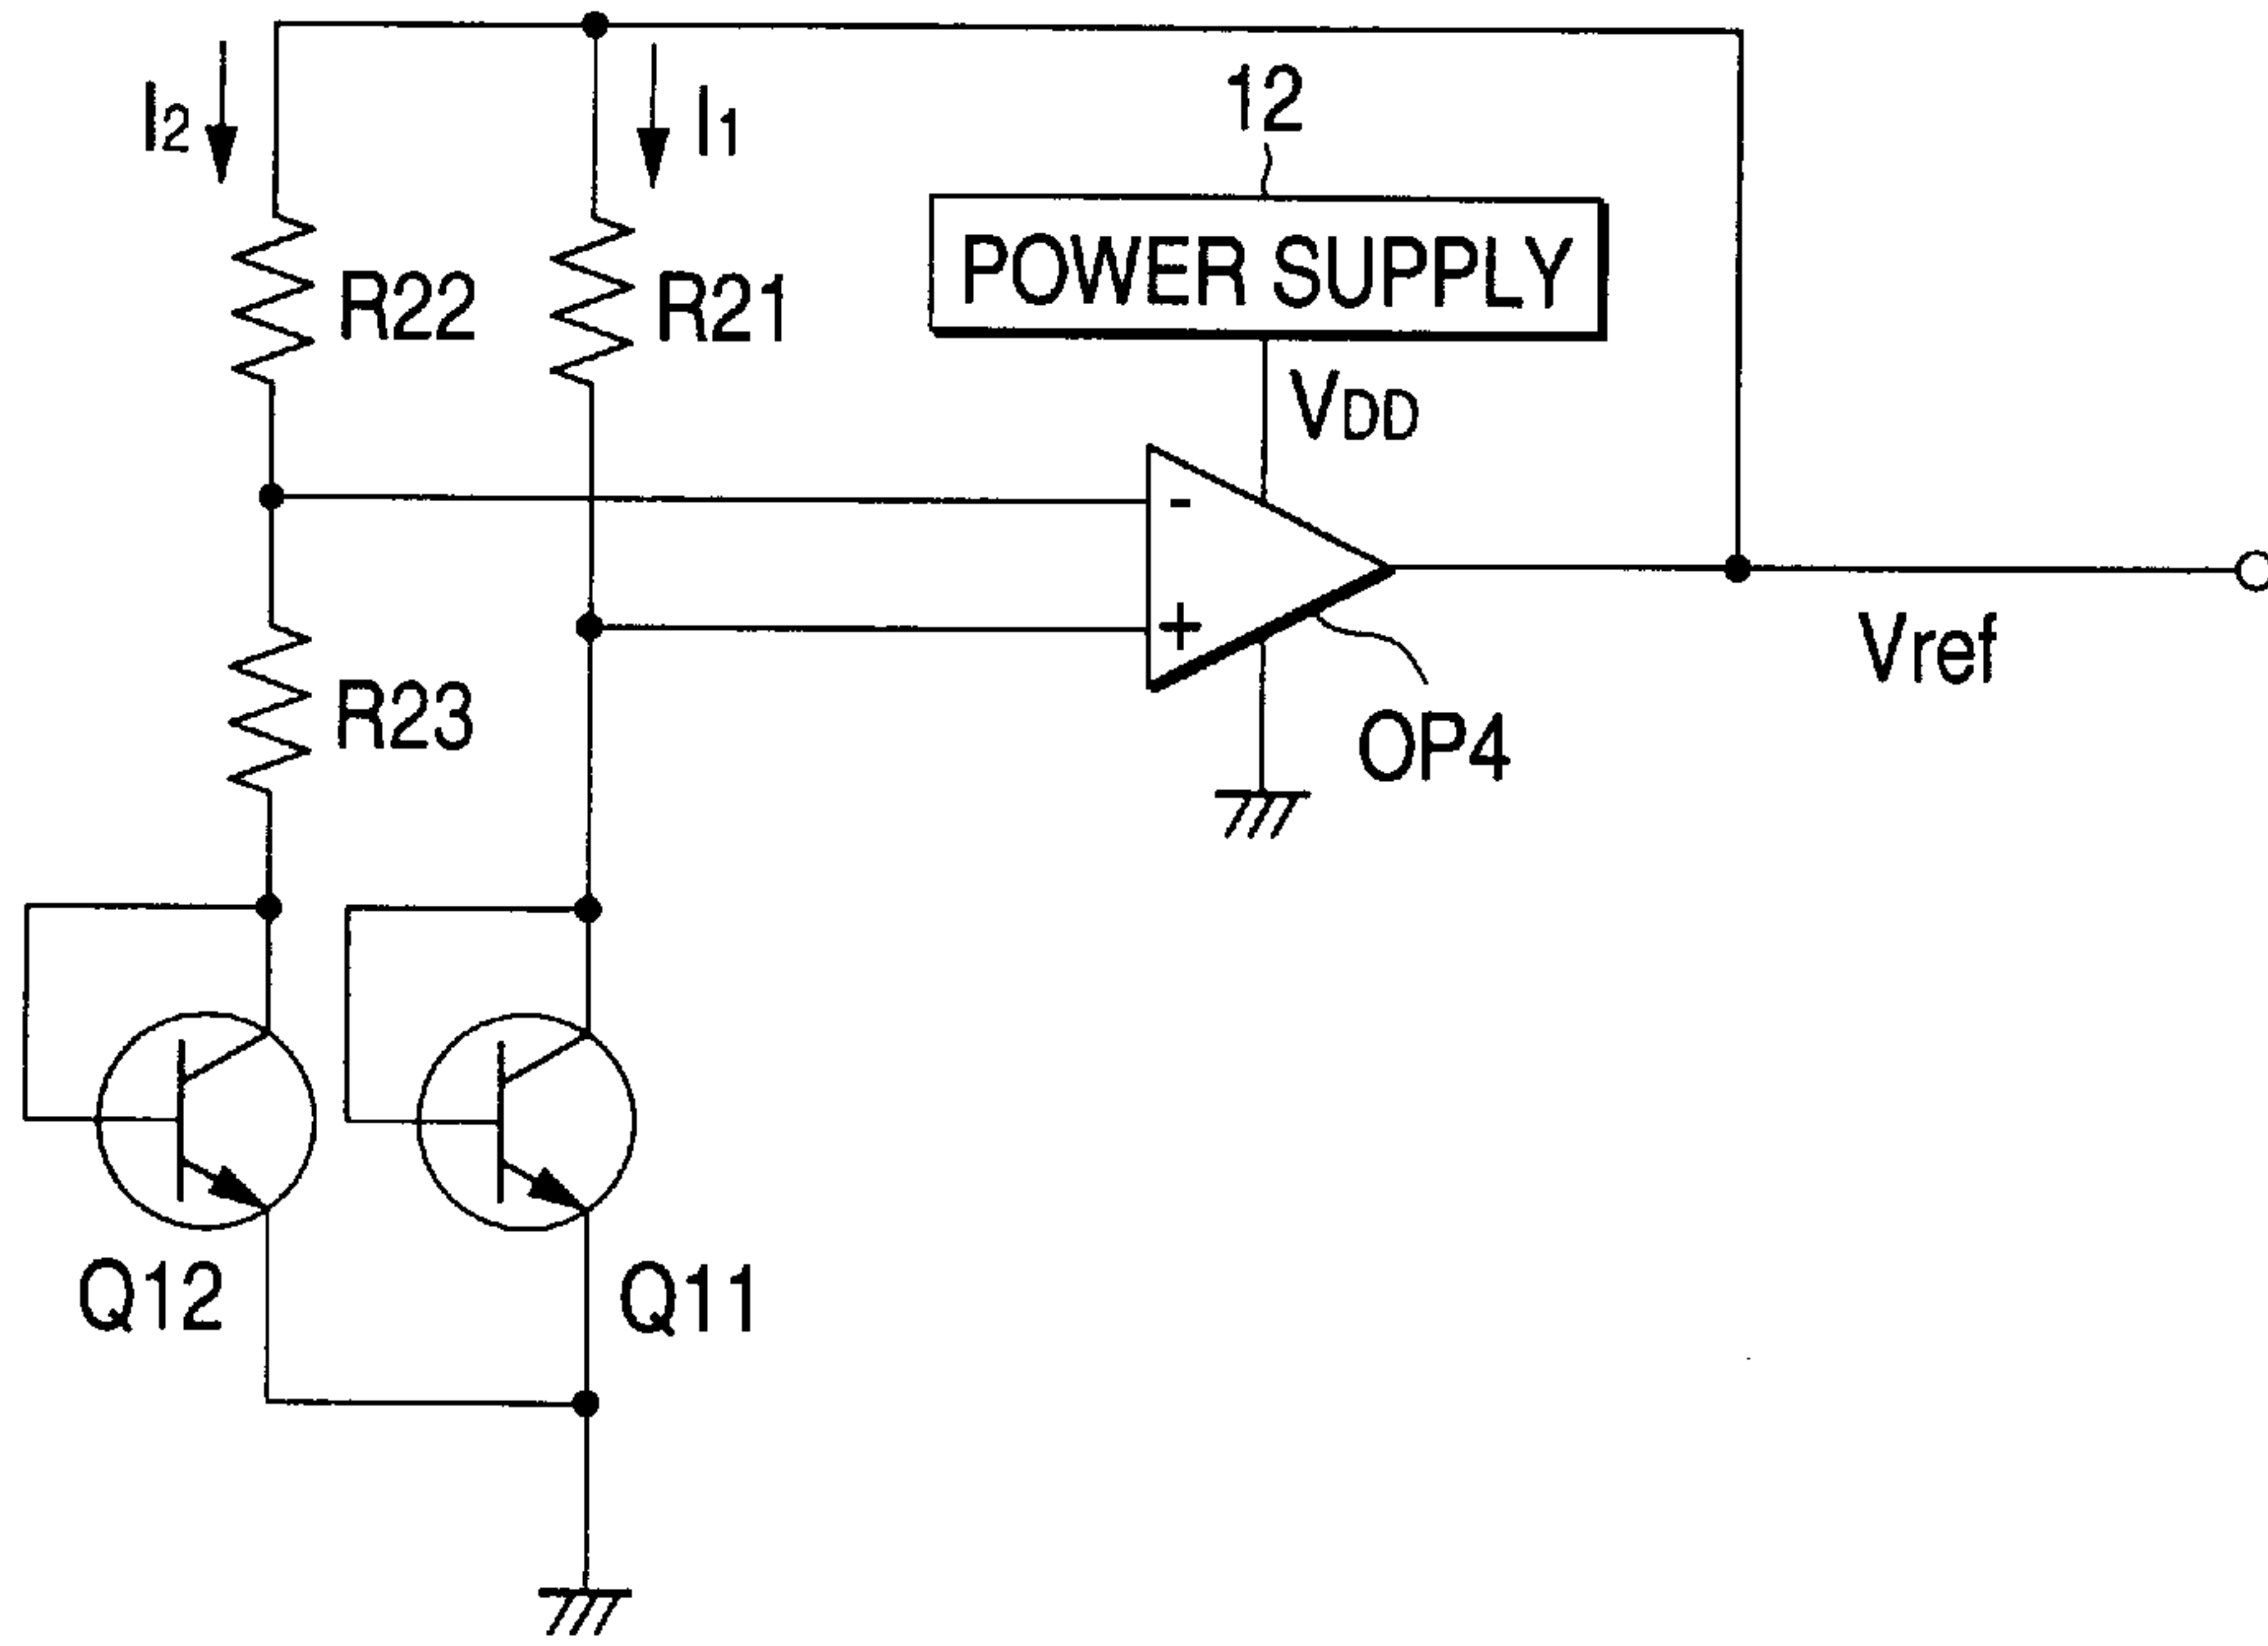 12
I2
I1
POWER SUPPLY
R22
R21
VDD
-
+
Vref
R23
OP4
Q12
Q11